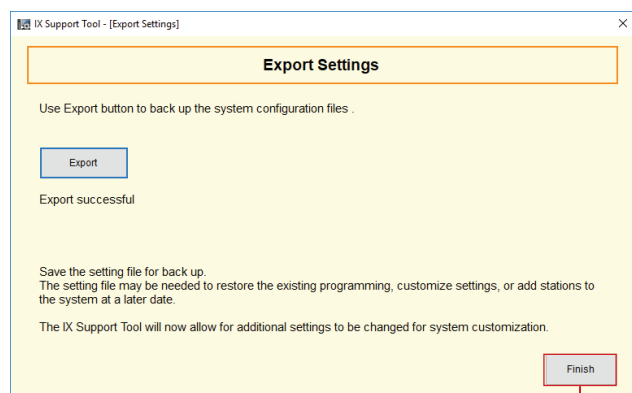 IX Support Tool - [Export Settings]
Export Settings
Use Export button to back up the system configuration files .
Export
Export successful
Save the setting file for back up.
The setting file may be needed to restore the existing programming, customize settings, or add stations to
the system at a later date.
The IX Support Tool will now allow for additional settings to be changed for system customization.
Finish